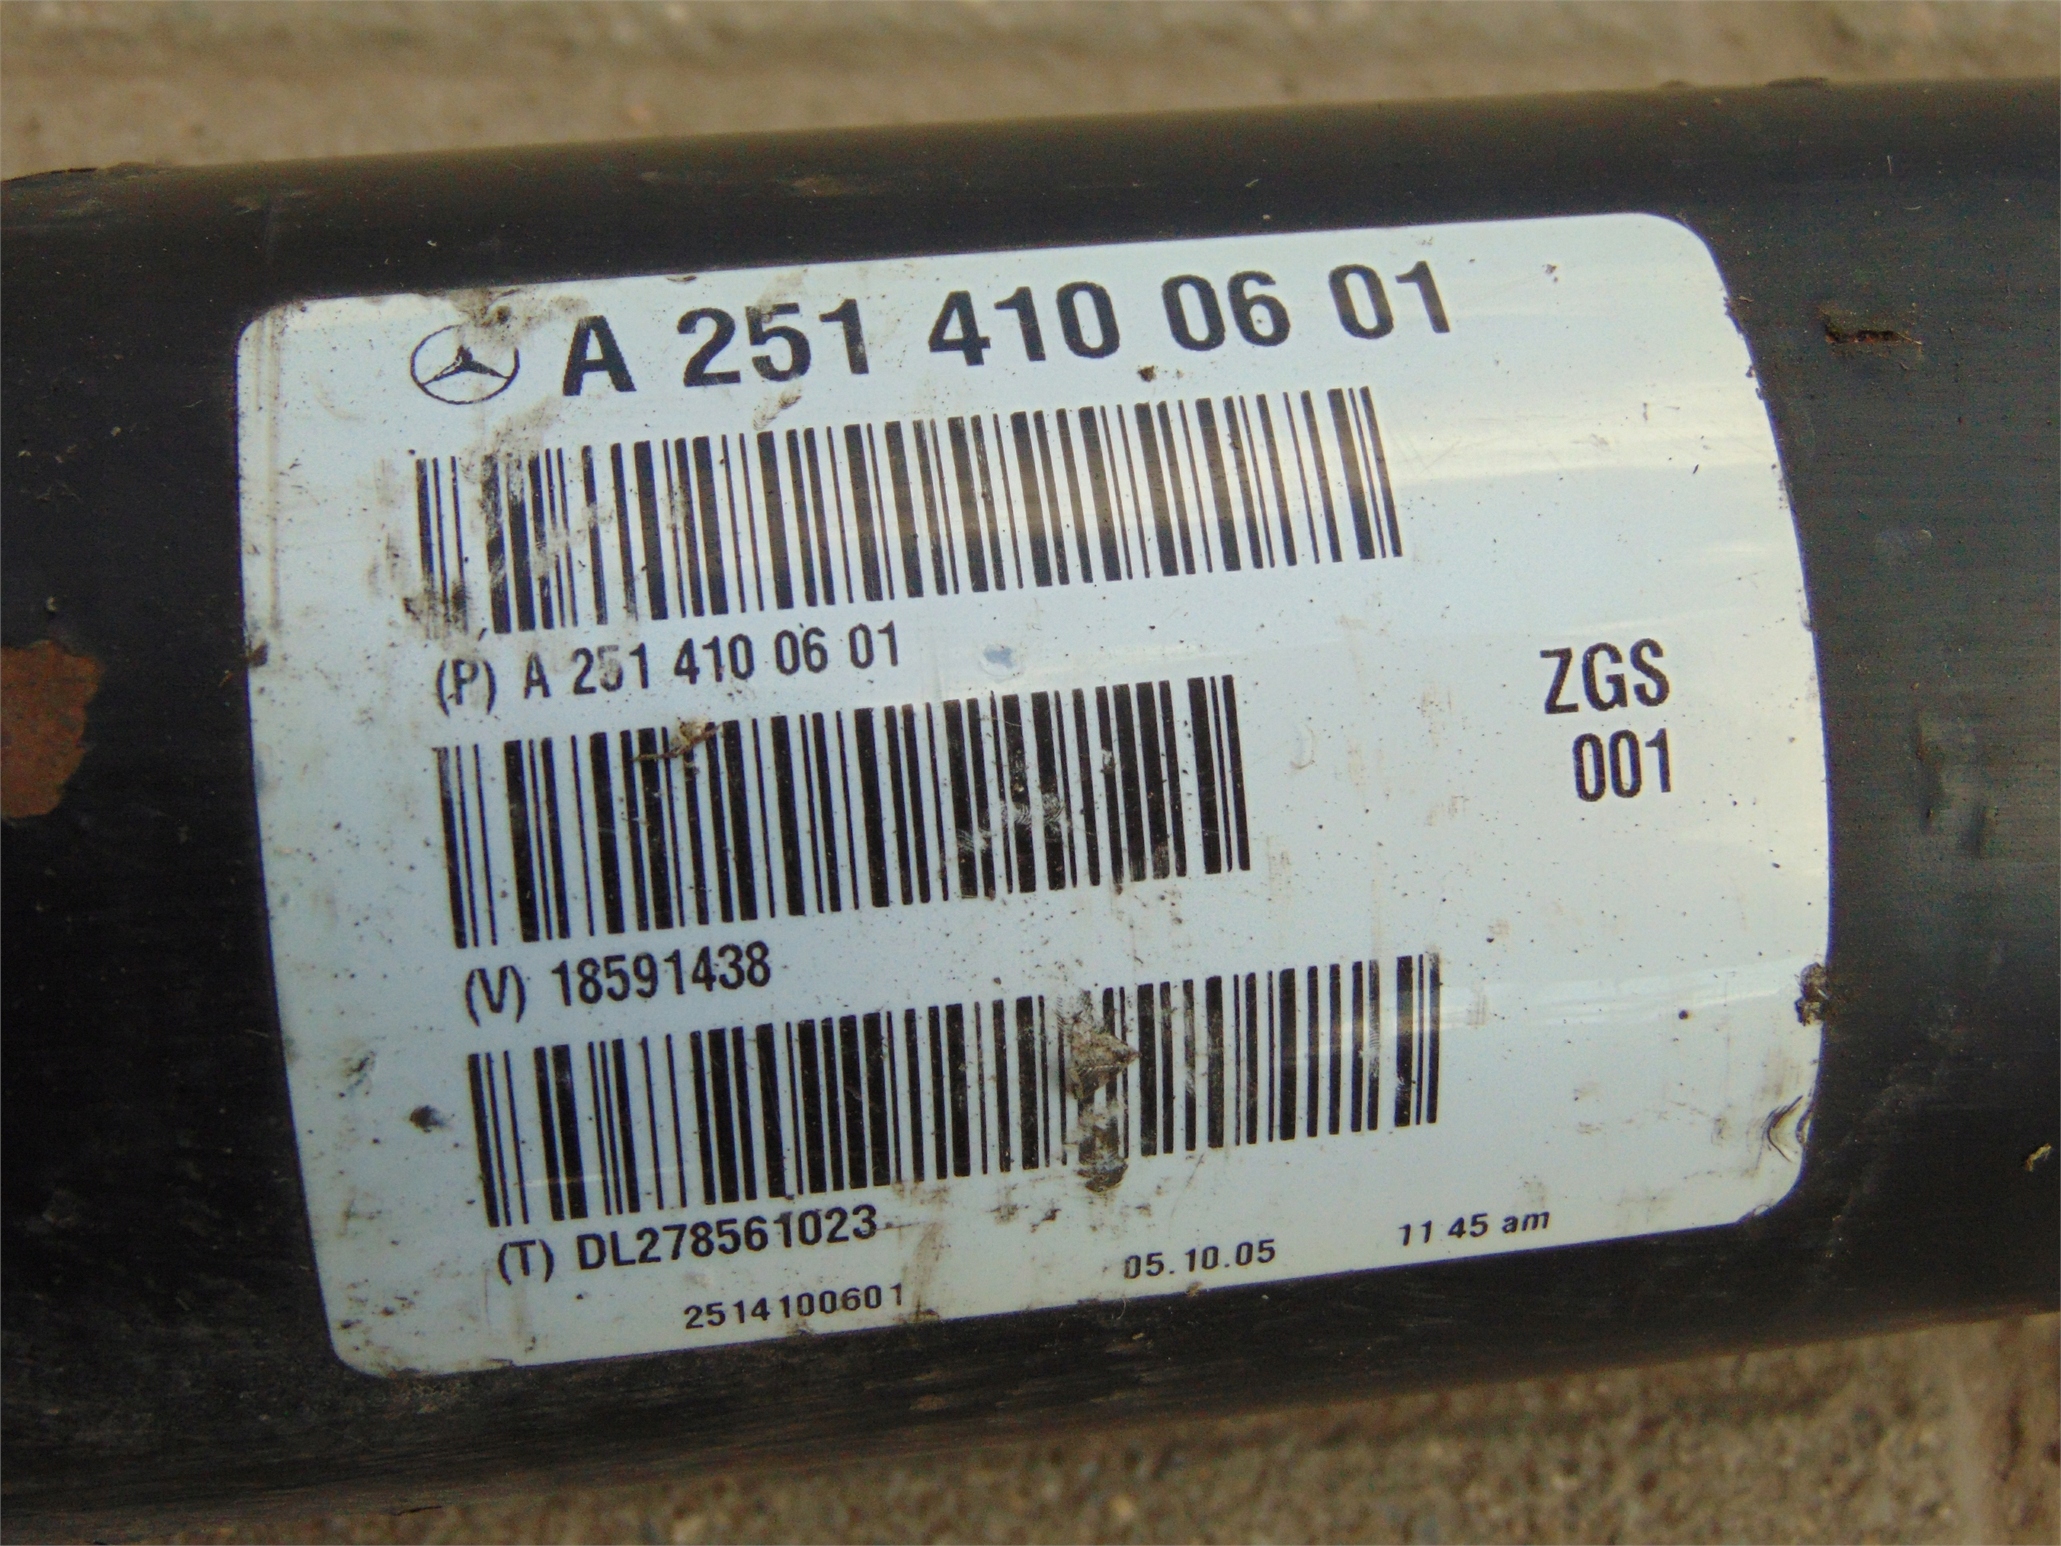 A 251 410 06 01
(P) A 251 410 06 01
ZGS
001
(V) 18591438
(T) DL278561023
2514100601 05.10.05 11 45 am